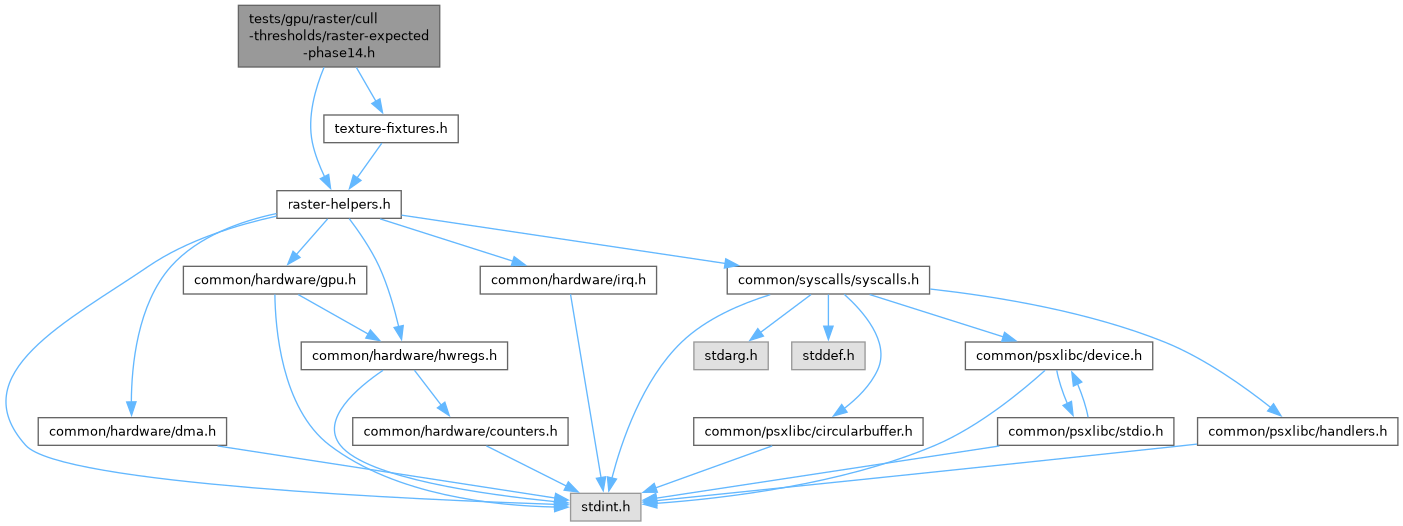 tests/gpu/raster/cull
-thresholds/raster-expected
-phase14.h
texture-fixtures.h
raster-helpers.h
common/hardware/gpu.h
common/hardware/irq.h
common/syscalls/syscalls.h
common/hardware/hwregs.h
stdarg.h
stddef.h
common/psxlibc/device.h
common/hardware/dma.h
common/hardware/counters.h
common/psxlibc/circularbuffer.h
common/psxlibc/stdio.h
common/psxlibc/handlers.h
stdint.h